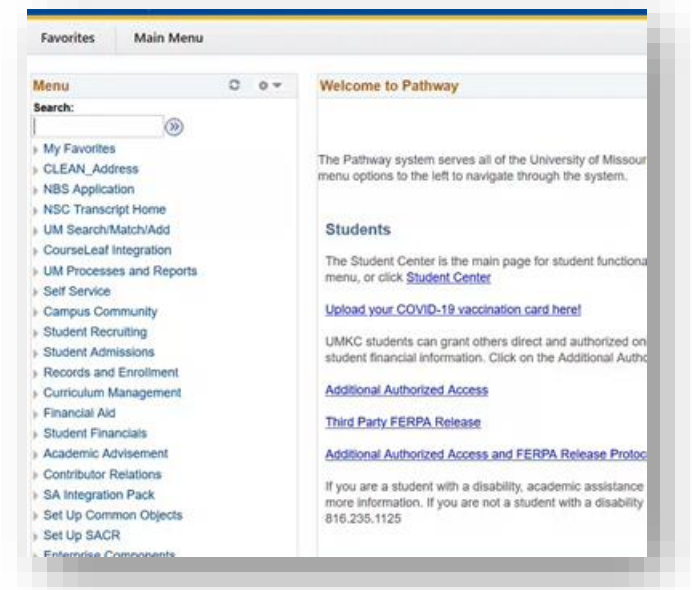 Favorites Main Menu
Menu
Search:
My Favorites
CLEAN_Address
NBS Application
NSC Transcript Home
UM Search/Match/Add
CourseLeaf Integration
UM Processes and Reports
Self Service
Campus Community
Student Recruiting
Student Admissions
Records and Enrollment
Curriculum Management
Financial Aid
Student Financials
Academic Advisement
Contributor Relations
SA Integration Pack
Set Up Common Objects
Set Up SACR
Enterprise Components
Welcome to Pathway
The Pathway system serves all of the University of Missour
menu options to the left to navigate through the system.
Students
The Student Center is the main page for student functiona
menu, or click Student Center
Upload your COVID-19 vaccination card here!
UMKC students can grant others direct and authorized on
student financial information. Click on the Additional Autho
Additional Authorized Access
Third Party FERPA Release
Additional Authorized Access and FERPA Release Protoc
If you are a student with a disability, academic assistance
more information. If you are not a student with a disability
816.235.1125